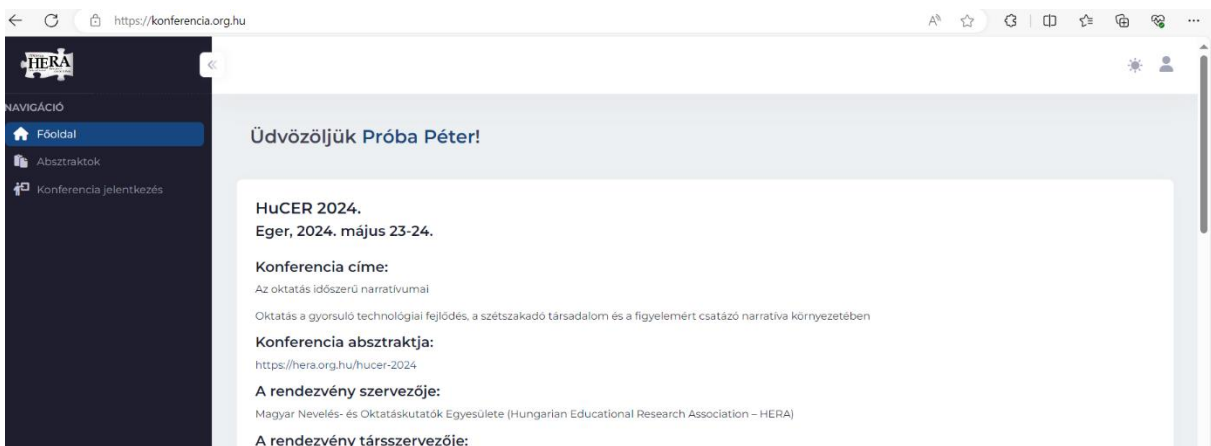 https://konferencia.org.hu
HERA
NAVIGÁCIÓ
Főoldal
Absztraktok
Konferencia jelentkezés
Üdvözöljük Próba Péter!
HuCER 2024.
Eger, 2024. május 23-24.
Konferencia címe:
Az oktatás időszerű narratívumai
Oktatás a gyorsuló technológiai fejlődés, a szétszakadó társadalom és a figyelemért csatázó narratíva környezetében
Konferencia absztraktja:
https://hera.org.hu/hucer-2024
A rendezvény szervezője:
Magyar Nevelés- és Oktatáskutatók Egyesülete (Hungarian Educational Research Association – HERA)
A rendezvény társszervezője: